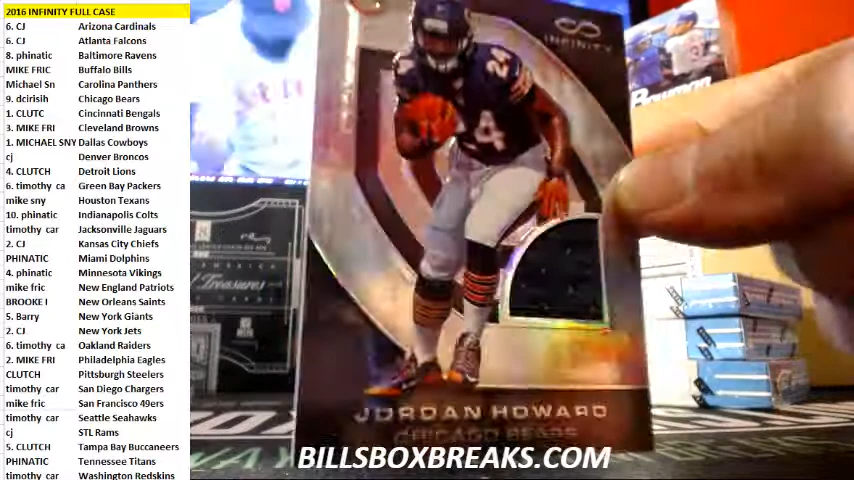 2016 INFINITY FULL CASE
6. CJ Arizona Cardinals
6. CJ Atlanta Falcons
8. phinatic Baltimore Ravens
MIKE FRIC Buffalo Bills
Michael Sn Carolina Panthers
9. dcirisih Chicago Bears
1. CLUTC Cincinnati Bengals
3. MIKE FRI Cleveland Browns
1. MICHAEL SNY Dallas Cowboys
cj Denver Broncos
4. CLUTCH Detroit Lions
6. timothy ca Green Bay Packers
mike sny Houston Texans
10. phinatic Indianapolis Colts
timothy car Jacksonville Jaguars
2. CJ Kansas City Chiefs
PHINATIC Miami Dolphins
4. phinatic Minnesota Vikings
mike fric New England Patriots
BROOKE I New Orleans Saints
5. Barry New York Giants
2. CJ New York Jets
6. timothy ca Oakland Raiders
2. MIKE FRI Philadelphia Eagles
CLUTCH Pittsburgh Steelers
timothy car San Diego Chargers
mike fric San Francisco 49ers
timothy car Seattle Seahawks
cj STL Rams
5. CLUTCH Tampa Bay Buccaneers
PHINATIC Tennessee Titans
timothy car Washington Redskins
INFINITY
24
24
Bowman
Treasures
JORDAN HOWARD
CHICAGO BEARS
BILLSBOXBREAKS.COM